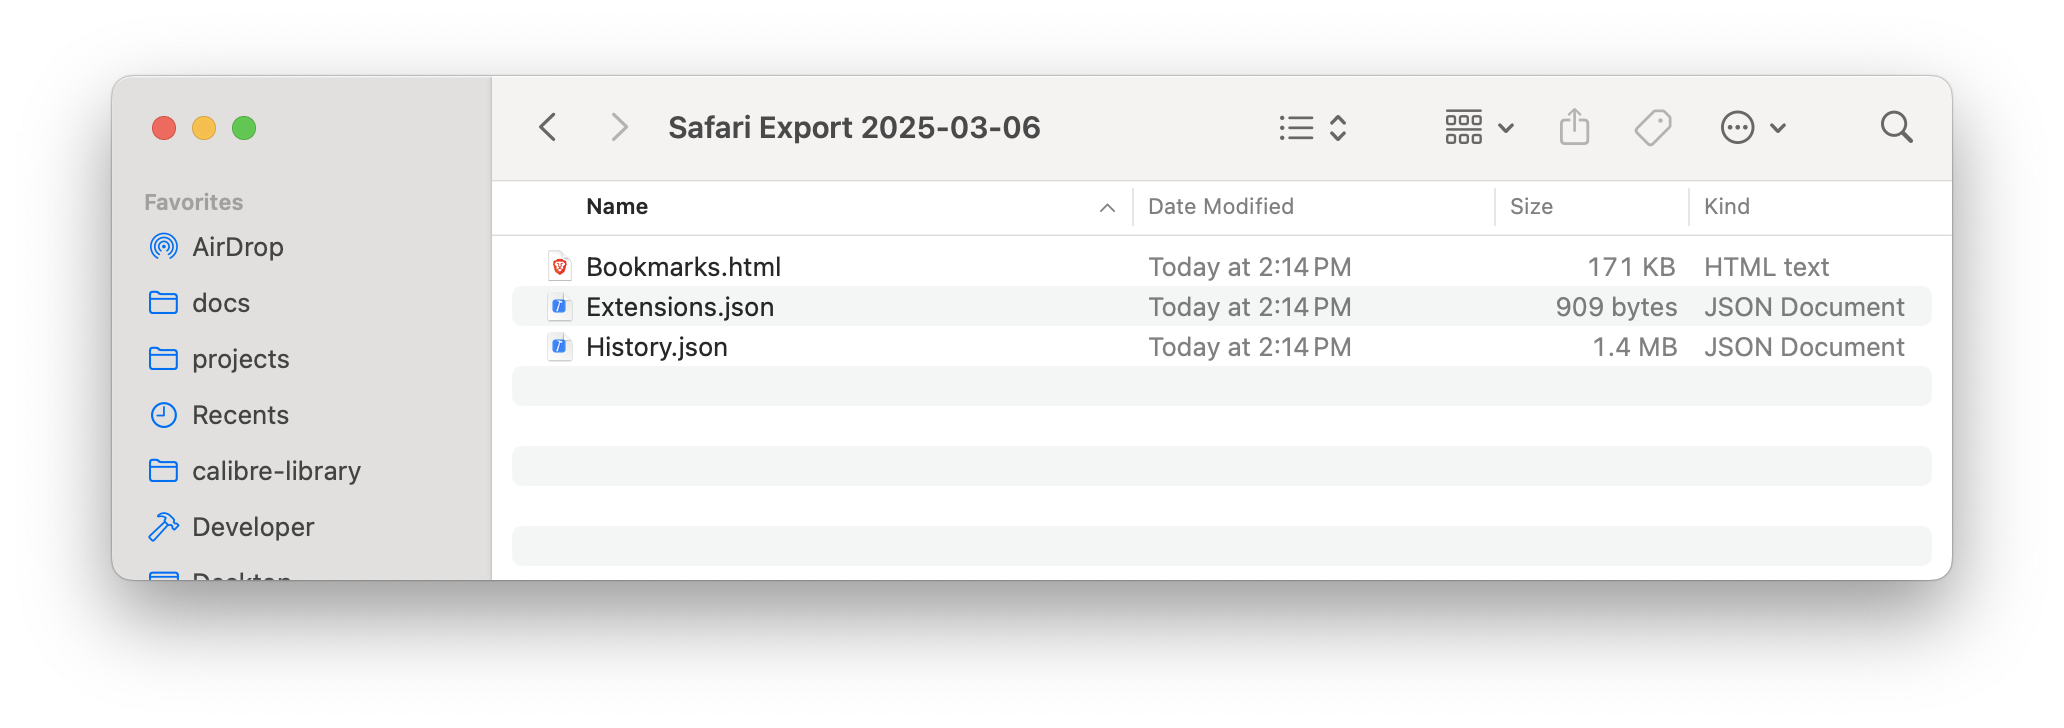 Safari Export 2025-03-06
Favorites
AirDrop
docs
projects
Recents
calibre-library
Developer
Desktop
Name Date Modified Size Kind
Bookmarks.html Today at 2:14 PM 171 KB HTML text
Extensions.json Today at 2:14 PM 909 bytes JSON Document
History.json Today at 2:14 PM 1.4 MB JSON Document